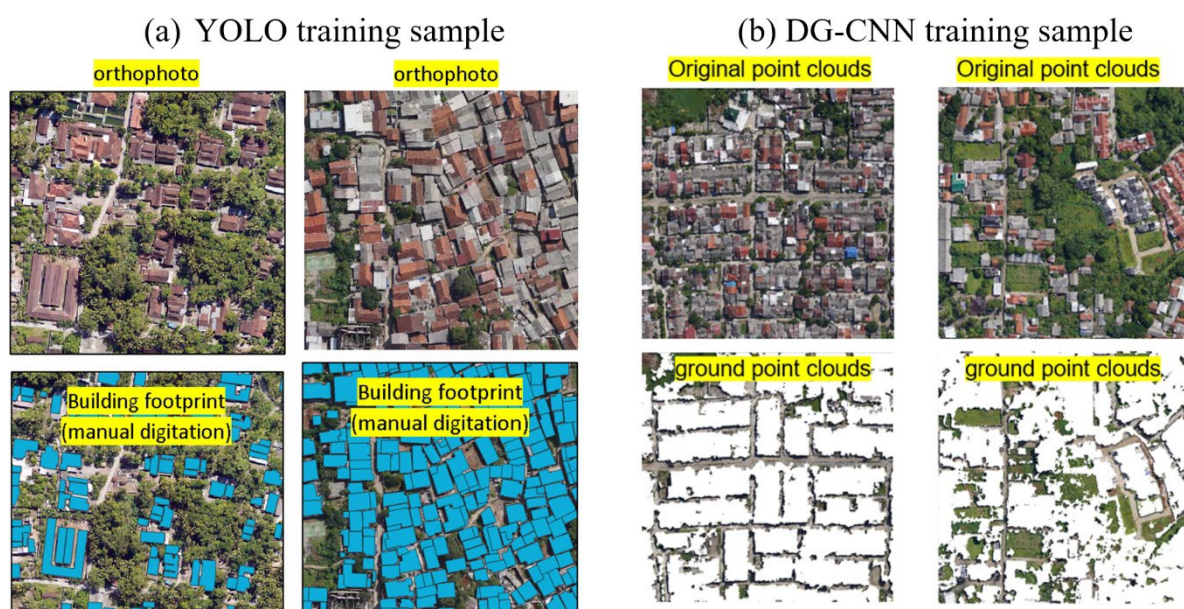 (a) YOLO training sample
(b) DG-CNN training sample
orthophoto
orthophoto
Original point clouds
Original point clouds
Building footprint
(manual digitation)
Building footprint
(manual digitation)
ground point clouds
ground point clouds